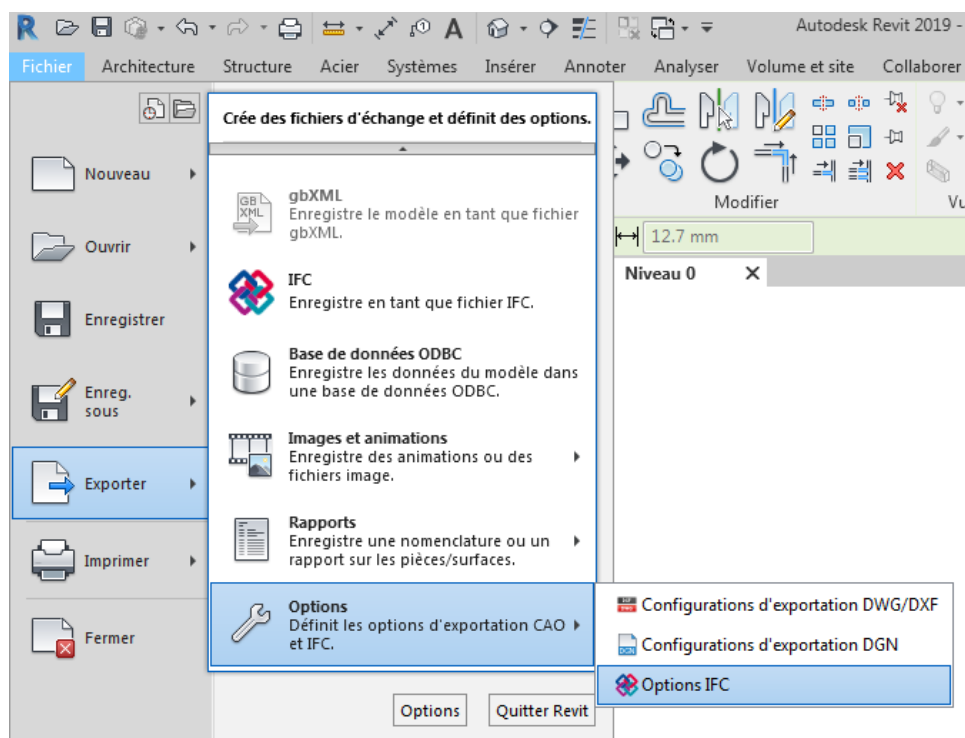 Autodesk Revit 2019 -
Fichier Architecture Structure Acier Systèmes Insérer Annoter Analyser Volume et site Collaborer
Crée des fichiers d'échange et définit des options.
Nouveau
Ouvrir
Enregistrer
Enreg.
sous
Exporter
Imprimer
Fermer
GB
XML
gbXML
Enregistre le modèle en tant que fichier
gbXML.
IFC
Enregistre en tant que fichier IFC.
Base de données ODBC
Enregistre les données du modèle dans
une base de données ODBC.
Images et animations
Enregistre des animations ou des
fichiers image.
Rapports
Enregistre une nomenclature ou un
rapport sur les pièces/surfaces.
Options
Définit les options d'exportation CAO
et IFC.
Configurations d'exportation DWG/DXF
DGN
Configurations d'exportation DGN
Options IFC
Options
Quitter Revit
Modifier
Vu
12.7 mm
Niveau 0